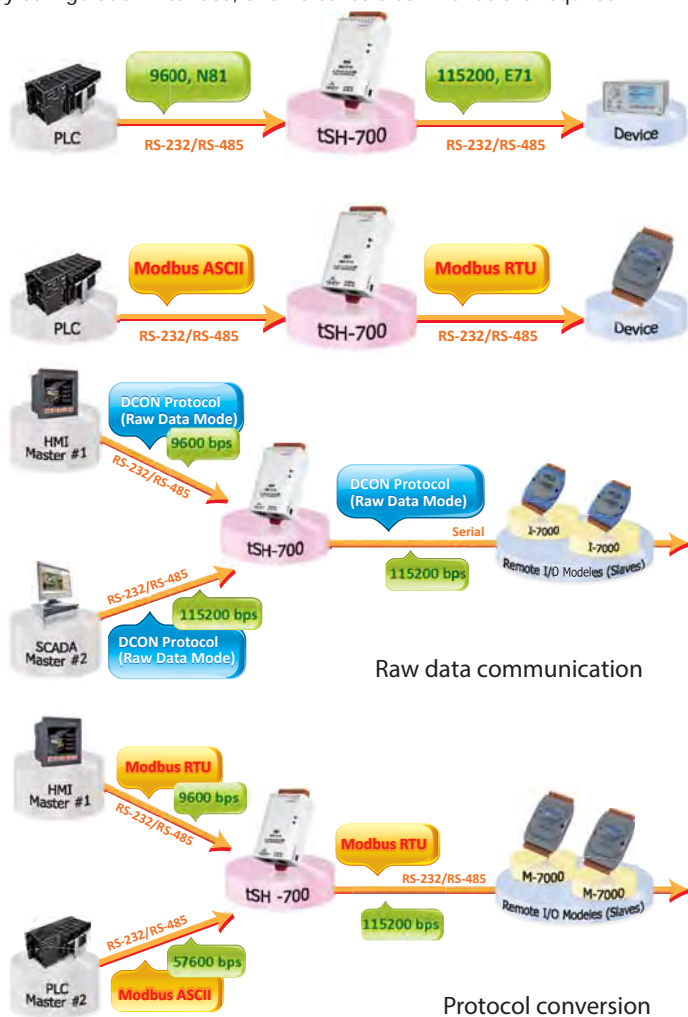 9600, N81
115200, E71
PLC
RS-232/RS-485
tSH-700
RS-232/RS-485
Device
Modbus ASCII
Modbus RTU
PLC
RS-232/RS-485
tSH-700
RS-232/RS-485
Device
HMI
Master #1
DCON Protocol
(Raw Data Mode)
9600 bps
RS-232/RS-485
tSH-700
DCON Protocol
(Raw Data Mode)
Serial
115200 bps
I-7000
I-7000
Remote I/O Modeles (Slaves)
SCADA
Master #2
RS-232/RS-485
115200 bps
DCON Protocol
(Raw Data Mode)
Raw data communication
HMI
Master #1
Modbus RTU
9600 bps
RS-232/RS-485
tSH -700
Modbus RTU
RS-232/RS-485
115200 bps
M-7000
M-7000
Remote I/O Modeles (Slaves)
PLC
Master #2
RS-232/RS-485
57600 bps
Modbus ASCII
Protocol conversion